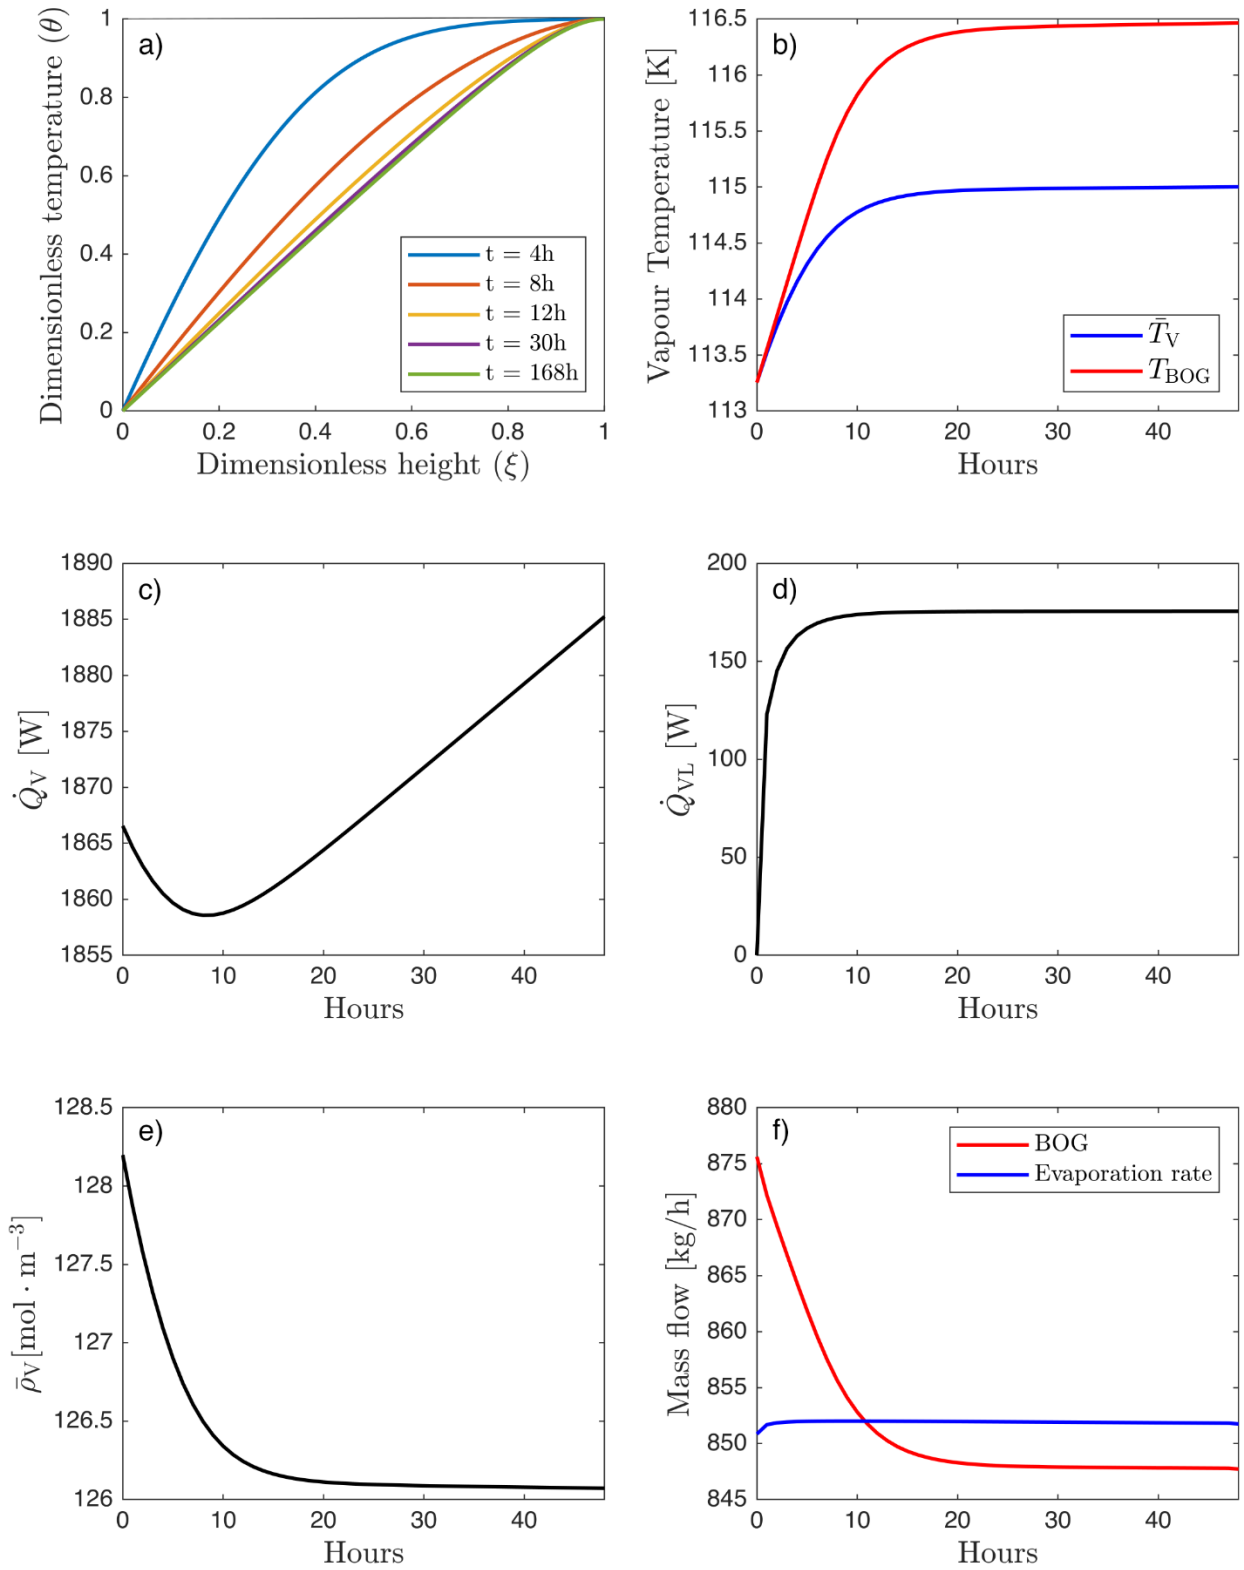 a)
Dimensionless temperature (θ)
1
0.8
0.6
0.4
0.2
0
t = 4h
t = 8h
t = 12h
t = 30h
t = 168h
0 0.2 0.4 0.6 0.8 1
Dimensionless height (ξ)
b)
Vapour Temperature [K]
116.5
116
115.5
115
114.5
114
113.5
113
T̄_V
T_BOG
0 10 20 30 40
Hours
c)
Q̇_V [W]
1890
1885
1880
1875
1870
1865
1860
1855
0 10 20 30 40
Hours
d)
Q̇_VL [W]
200
150
100
50
0
0 10 20 30 40
Hours
e)
ρ̄_V[mol · m⁻³]
128.5
128
127.5
127
126.5
126
0 10 20 30 40
Hours
f)
Mass flow [kg/h]
880
875
870
865
860
855
850
845
BOG
Evaporation rate
0 10 20 30 40
Hours